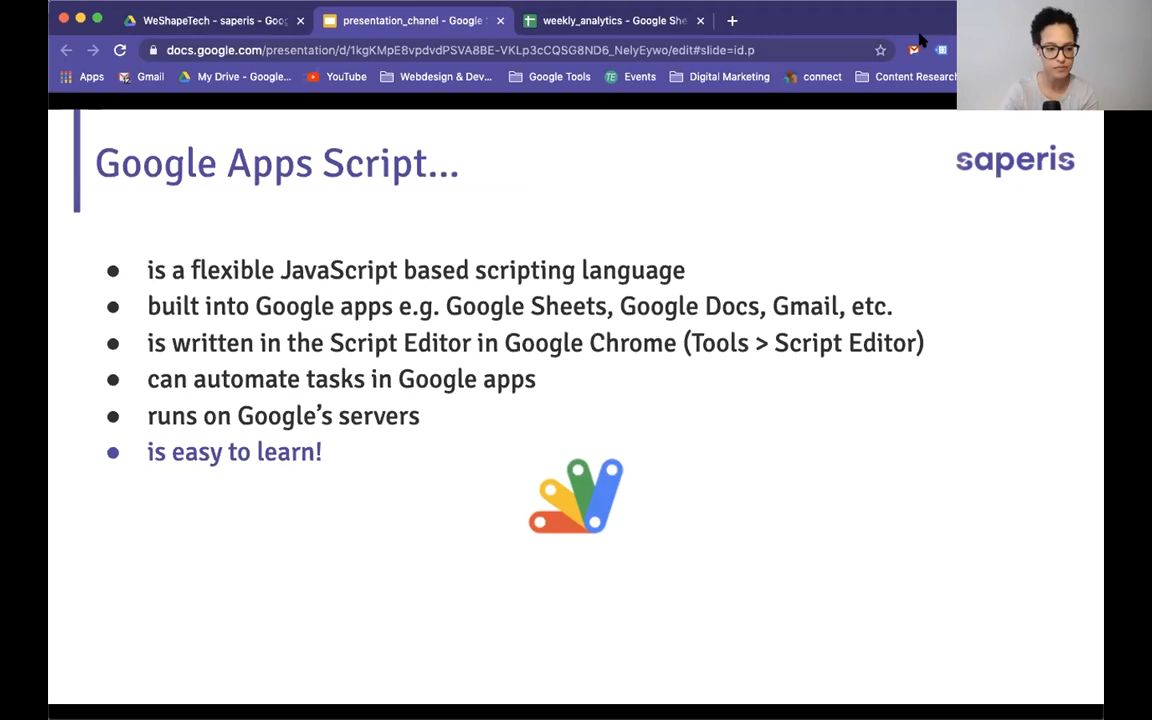 WeShapeTech - saperis - Goog
presentation_chanel - Google S
weekly_analytics - Google She
docs.google.com/presentation/d/1kgKMpE8vpdvdPSVA8BE-VKLp3cCQSG8ND6_NelyEywo/edit#slide=id.p
Apps
Gmail
My Drive - Google...
YouTube
Webdesign & Dev...
Google Tools
TE Events
Digital Marketing
connect
Content Research
Google Apps Script...
saperis
● is a flexible JavaScript based scripting language
● built into Google apps e.g. Google Sheets, Google Docs, Gmail, etc.
● is written in the Script Editor in Google Chrome (Tools > Script Editor)
● can automate tasks in Google apps
● runs on Google’s servers
● is easy to learn!